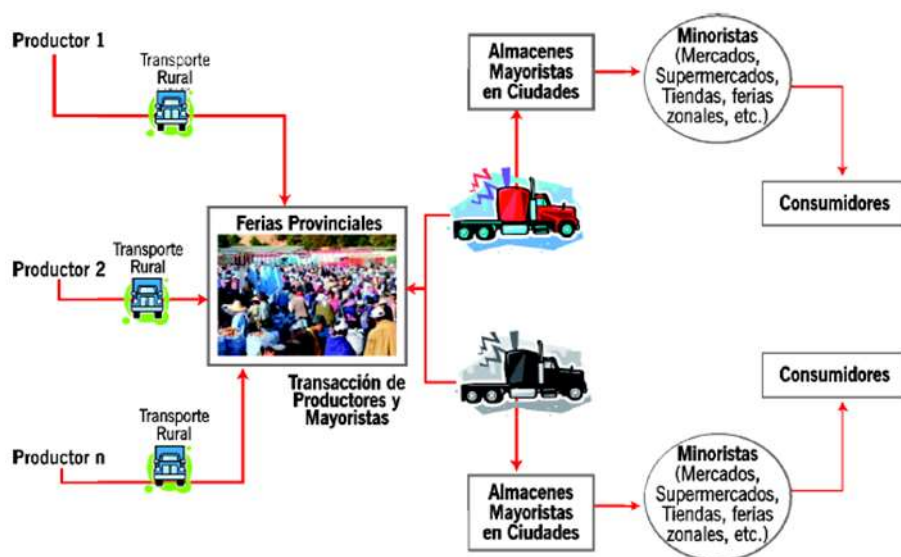 Productor 1
Transporte
Rural
Productor 2
Transporte
Rural
Productor n
Transporte
Rural
Ferias Provinciales
Transacción de
Productores y
Mayoristas
Almacenes
Mayoristas
en Ciudades
Minoristas
(Mercados,
Supermercados,
Tiendas, ferias
zonales, etc.)
Consumidores
Almacenes
Mayoristas
en Ciudades
Minoristas
(Mercados,
Supermercados,
Tiendas, ferias
zonales, etc.)
Consumidores